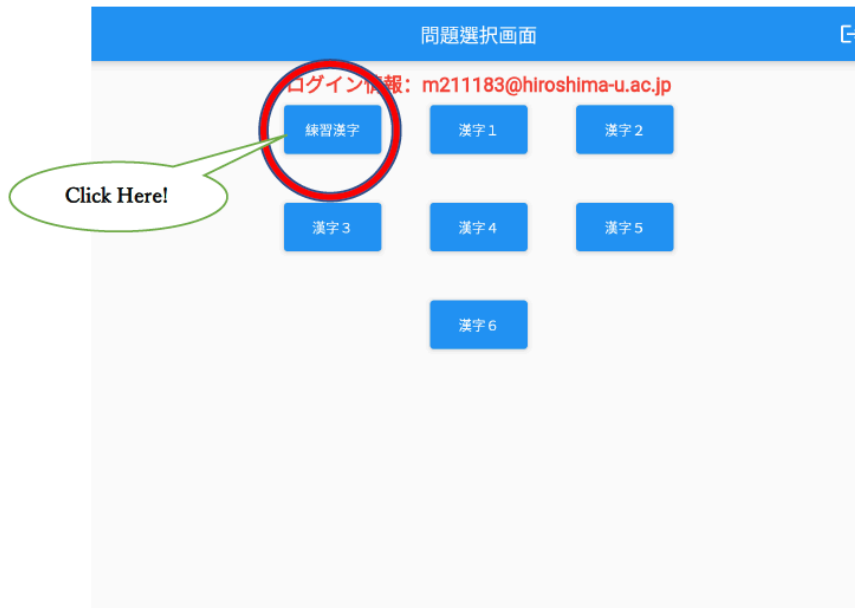 問題選択画面
ログイン情報：m211183@hiroshima-u.ac.jp
練習漢字
漢字１
漢字２
Click Here!
漢字３
漢字４
漢字５
漢字６